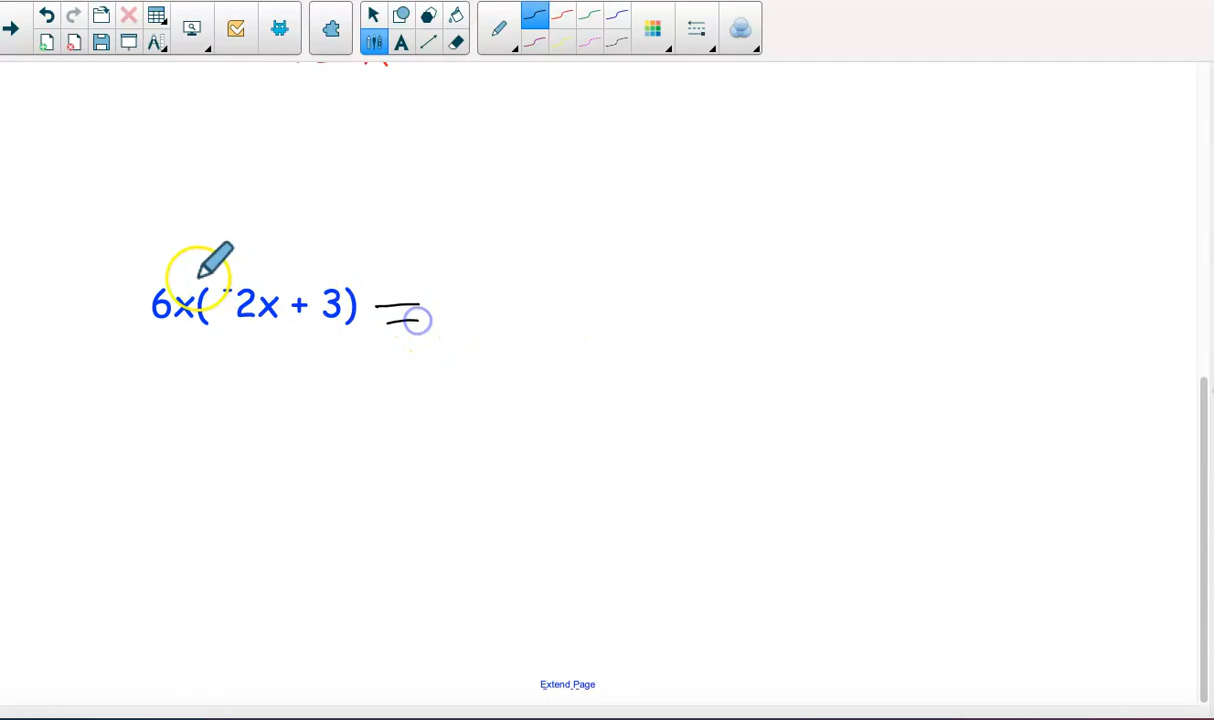 6x(⁻2x + 3) =
Extend Page